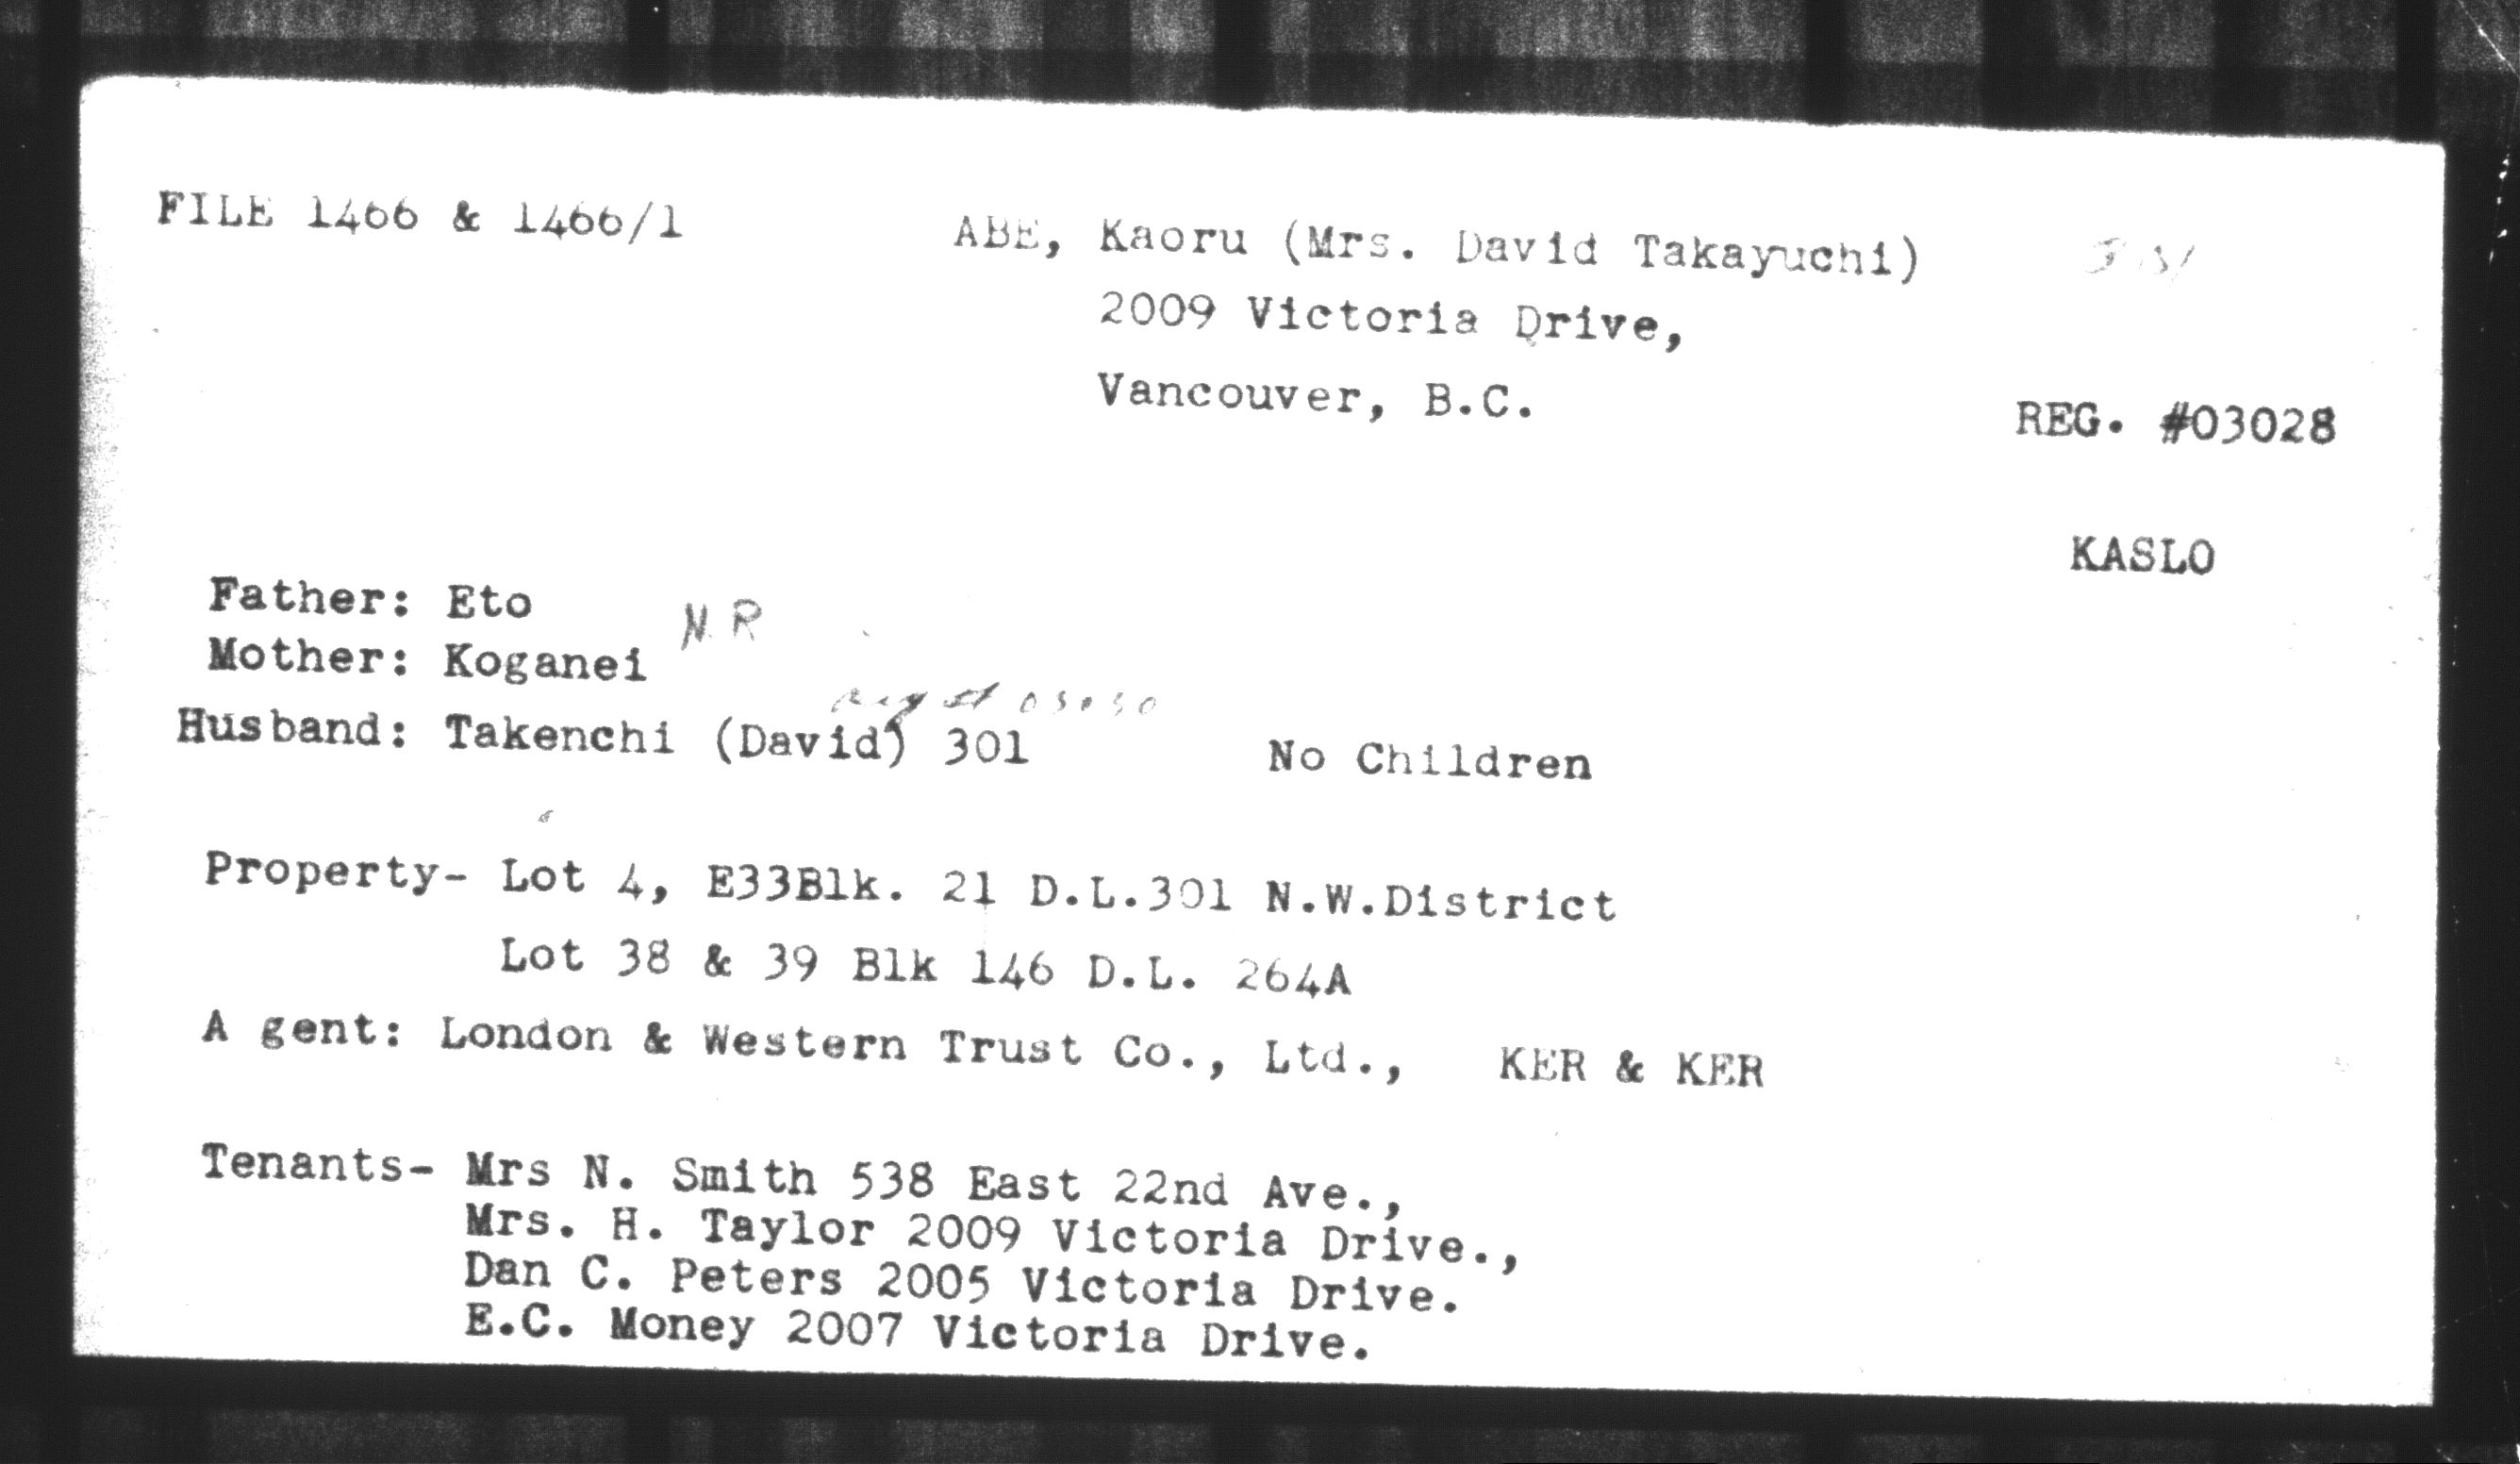 FILE 1466 & 1466/1
ABE, Kaoru (Mrs. David Takayuchi)
2009 Victoria Drive,
Vancouver, B.C.
REG. #03028
KASLO
Father: Eto
N.R
Mother: Koganei
Husband: Takenchi (David) 301 No Children
Property- Lot 4, E33Blk. 21 D.L.301 N.W.District
Lot 38 & 39 Blk 146 D.L. 264A
A gent: London & Western Trust Co., Ltd., KER & KER
Tenants- Mrs N. Smith 538 East 22nd Ave.,
Mrs. H. Taylor 2009 Victoria Drive.,
Dan C. Peters 2005 Victoria Drive.
E.C. Money 2007 Victoria Drive.